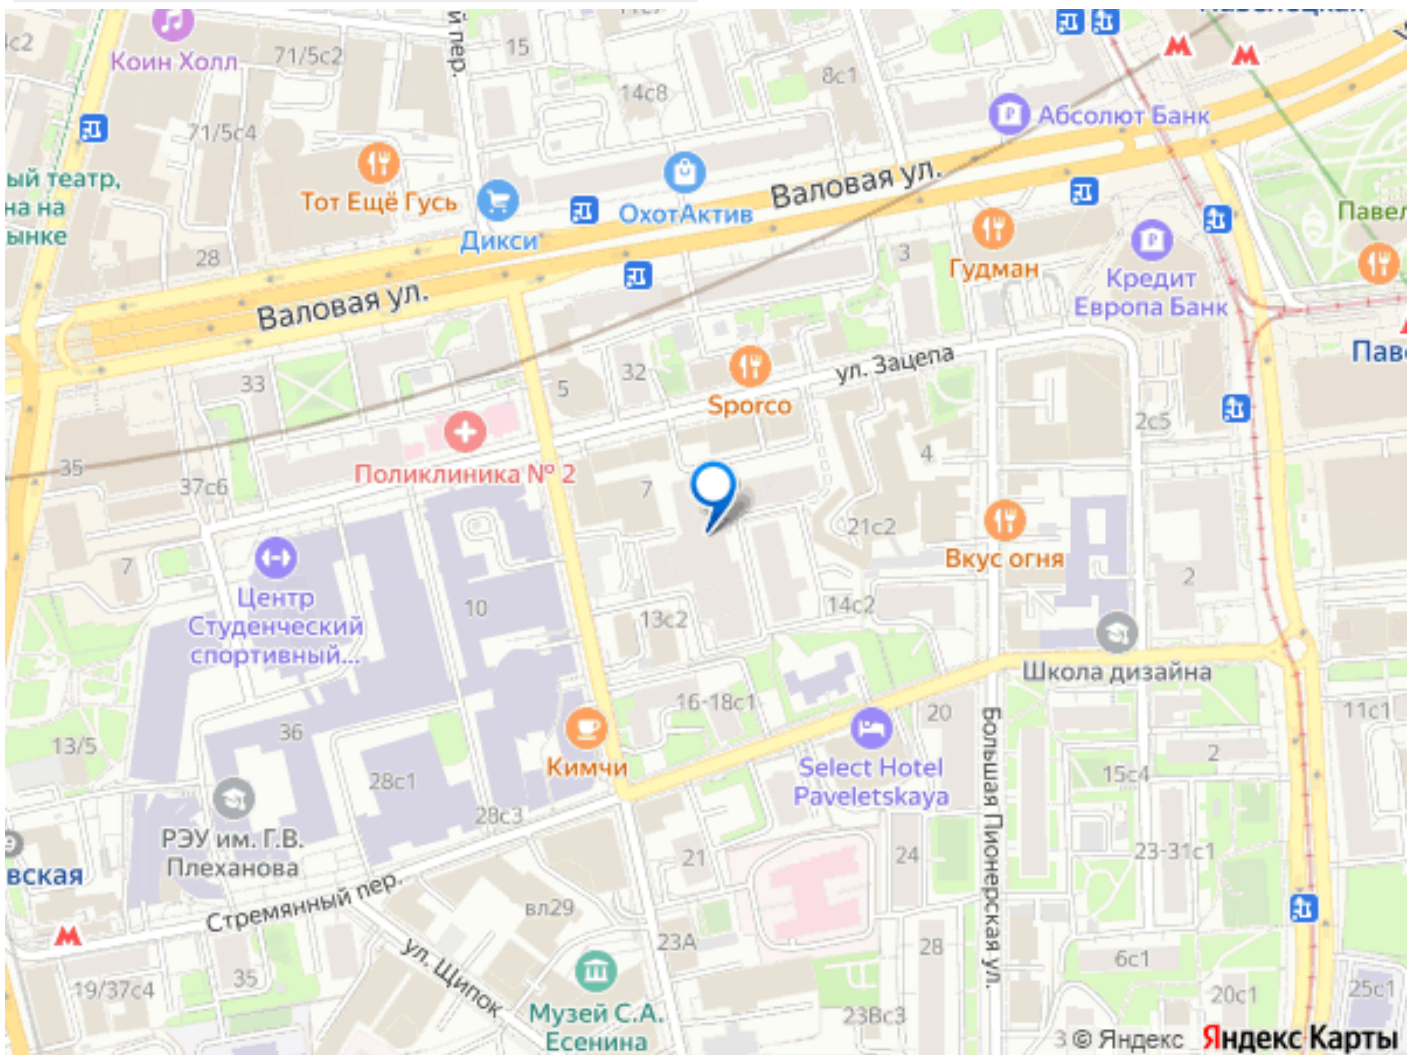 й пер.
15
11с7
3с2
Коин Холл
71/5с2
8с1
14с8
71/5с4
Абсолют Банк
ый театр,
на на
ынке
Тот Ещё Гусь
Дикси
ОхотАктив
Валовая ул.
Павел
28
3
Гудман
Кредит
Европа Банк
Валовая ул.
Пав
ул. Зацепа
33
5
32
Sporco
2с5
Поликлиника № 2
35
37с6
7
4
21с2
Вкус огня
7
Центр
Студенческий
спортивный...
10
13с2
14с2
2
Школа дизайна
16-18с1
20
11с1
13/5
36
Кимчи
Select Hotel
Paveletskaya
Большая Пионерская ул.
2
15с4
28с1
28с3
РЭУ им. Г.В.
Плеханова
вская
21
24
23-31с1
Стремянный пер.
вл29
23А
28
ул. Щипок
6с1
35
19/37с4
Музей С.А.
Есенина
23Вс3
20с1
25с1
3
© Яндекс
Яндекс Карты